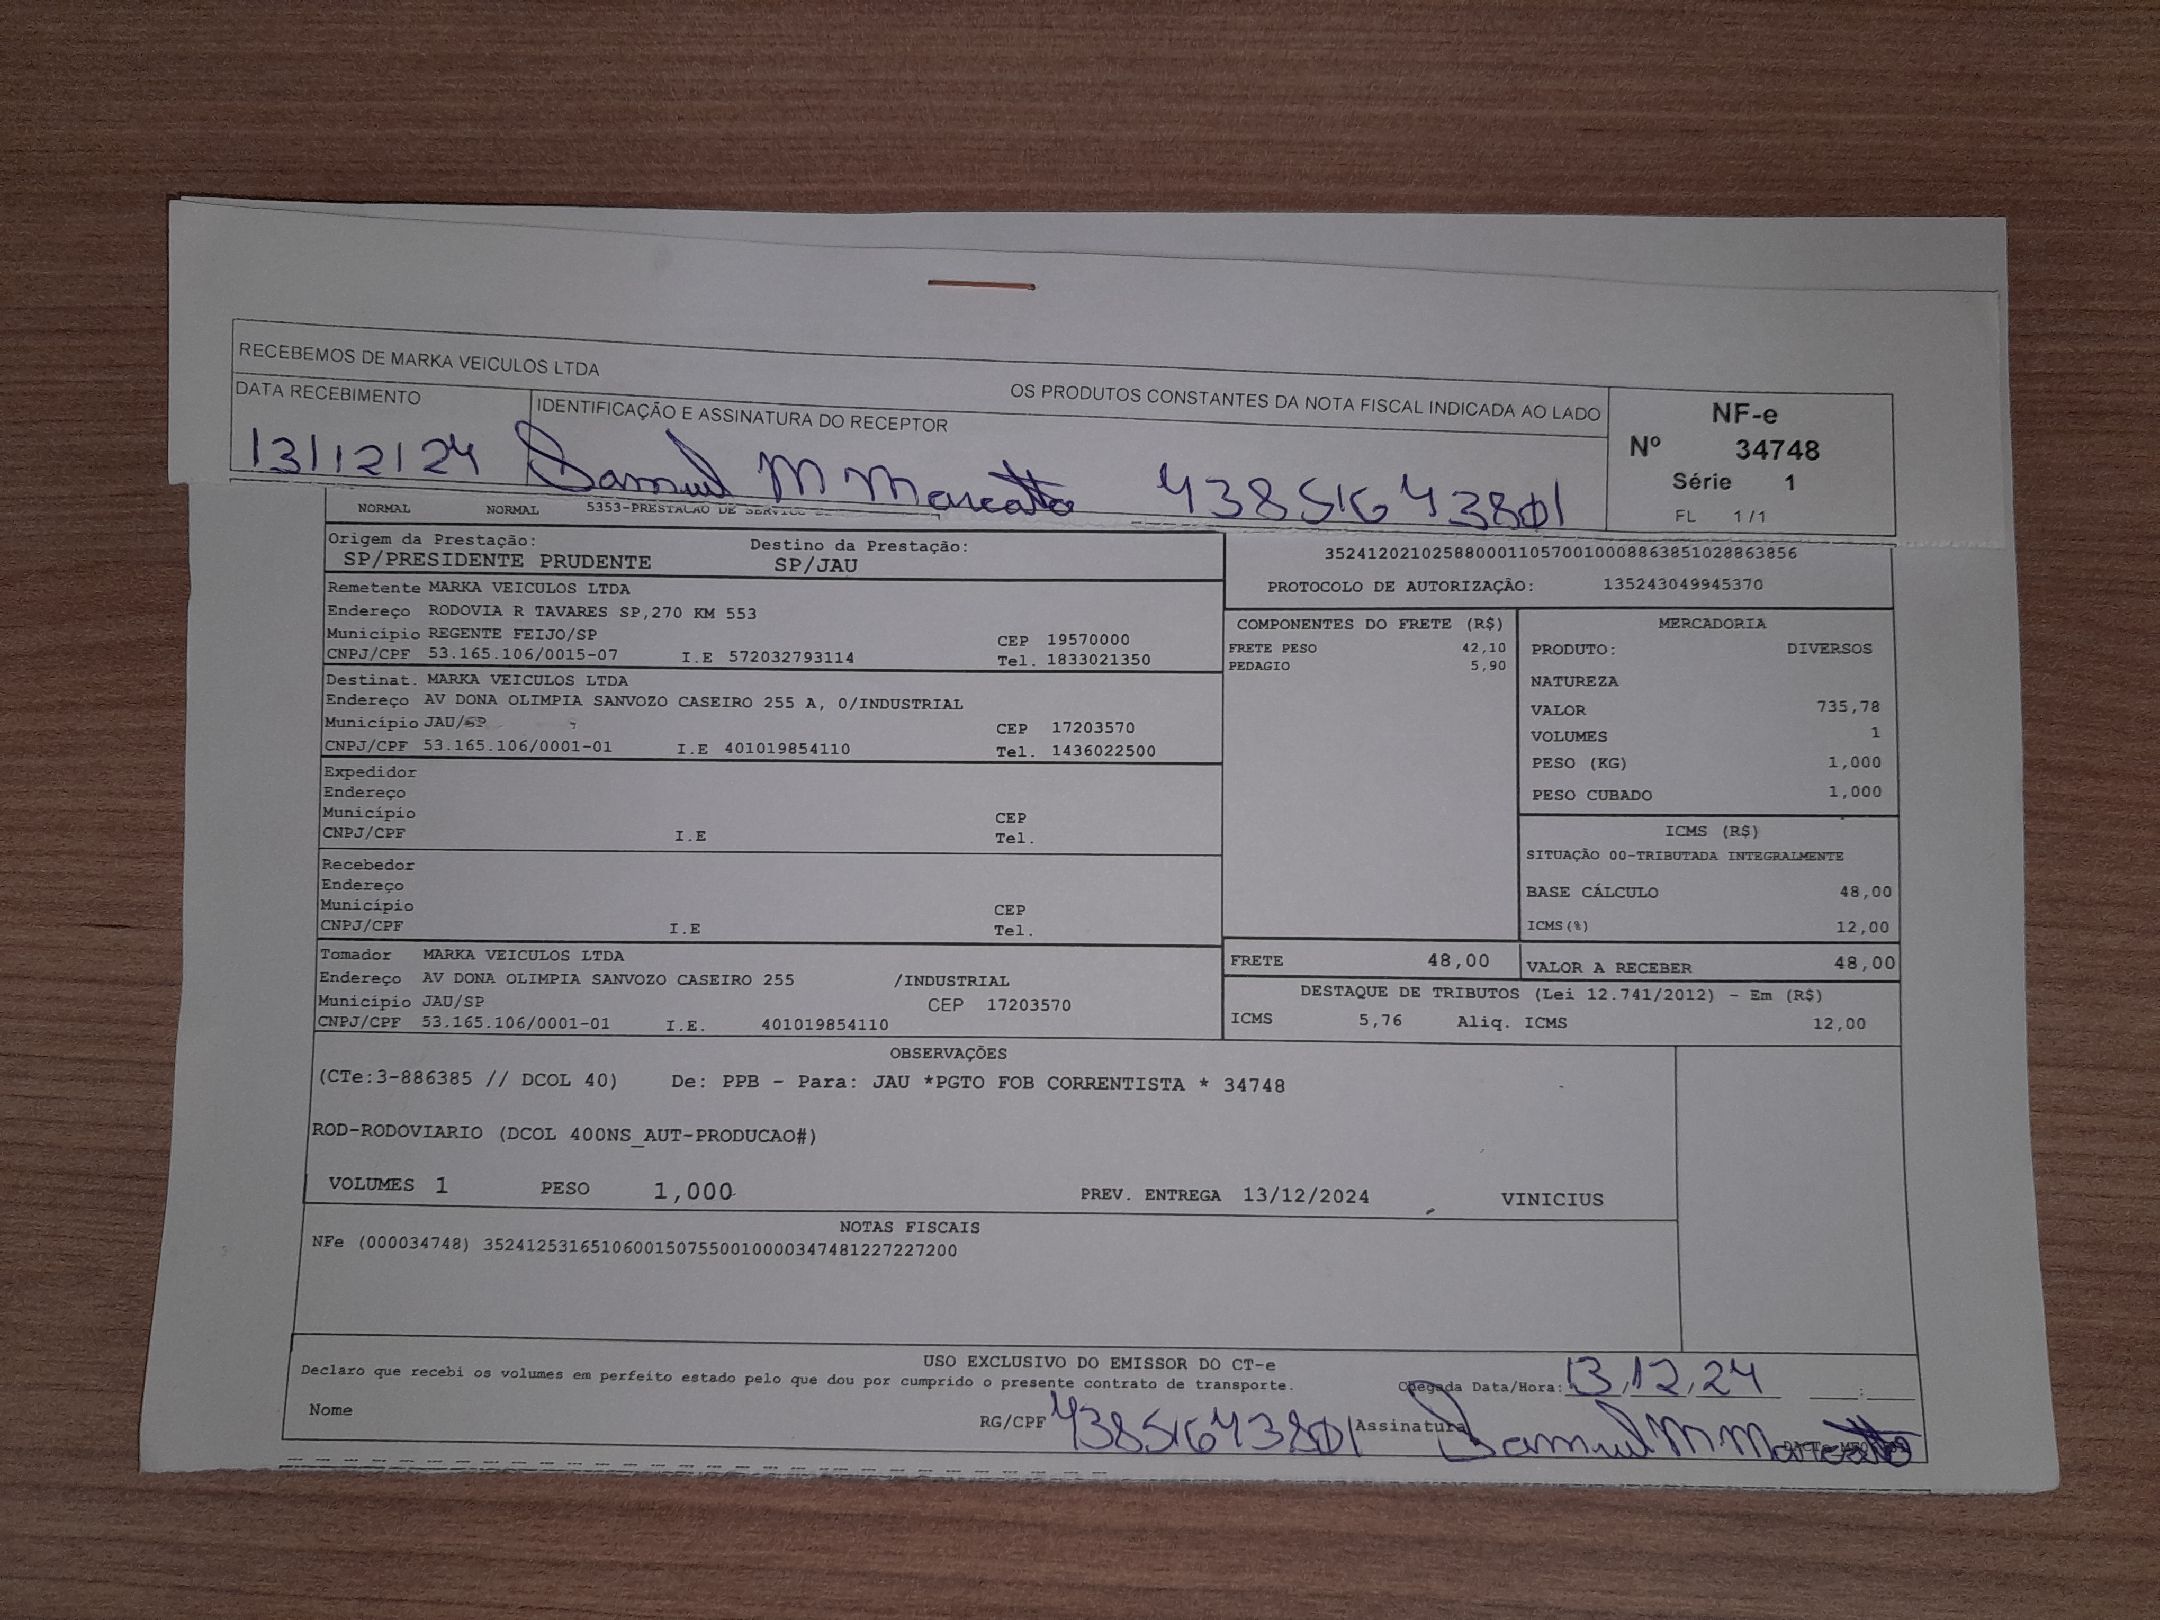 RECEBEMOS DE MARKA VEICULOS LTDA
OS PRODUTOS CONSTANTES DA NOTA FISCAL INDICADA AO LADO
DATA RECEBIMENTO
IDENTIFICAÇÃO E ASSINATURA DO RECEPTOR
13/12/24 Samuel M Marcatto 43851643801
NF-e
Nº 34748
Série 1
FL 1/1
NORMAL NORMAL 5353-PRESTACAO DE SERVICO
Origem da Prestação: Destino da Prestação:
SP/PRESIDENTE PRUDENTE SP/JAU
35241202102588000110570010008863851028863856
PROTOCOLO DE AUTORIZAÇÃO: 135243049945370
Remetente MARKA VEICULOS LTDA
Endereço RODOVIA R TAVARES SP,270 KM 553
Município REGENTE FEIJO/SP CEP 19570000
CNPJ/CPF 53.165.106/0015-07 I.E 572032793114 Tel. 1833021350
Destinat. MARKA VEICULOS LTDA
Endereço AV DONA OLIMPIA SANVOZO CASEIRO 255 A, 0/INDUSTRIAL
Município JAU/SP CEP 17203570
CNPJ/CPF 53.165.106/0001-01 I.E 401019854110 Tel. 1436022500
Expedidor
Endereço
Município CEP
CNPJ/CPF I.E Tel.
Recebedor
Endereço
Município CEP
CNPJ/CPF I.E Tel.
Tomador MARKA VEICULOS LTDA
Endereço AV DONA OLIMPIA SANVOZO CASEIRO 255 /INDUSTRIAL
Município JAU/SP CEP 17203570
CNPJ/CPF 53.165.106/0001-01 I.E. 401019854110
COMPONENTES DO FRETE (R$)
FRETE PESO 42,10
PEDAGIO 5,90
MERCADORIA
PRODUTO: DIVERSOS
NATUREZA
VALOR 735,78
VOLUMES 1
PESO (KG) 1,000
PESO CUBADO 1,000
ICMS (R$)
SITUAÇÃO 00-TRIBUTADA INTEGRALMENTE
BASE CÁLCULO 48,00
ICMS(%) 12,00
FRETE 48,00 VALOR A RECEBER 48,00
DESTAQUE DE TRIBUTOS (Lei 12.741/2012) - Em (R$)
ICMS 5,76 Aliq. ICMS 12,00
OBSERVAÇÕES
(CTe:3-886385 // DCOL 40) De: PPB - Para: JAU *PGTO FOB CORRENTISTA * 34748
ROD-RODOVIARIO (DCOL 400NS_AUT-PRODUCAO#)
VOLUMES 1 PESO 1,000 PREV. ENTREGA 13/12/2024 VINICIUS
NOTAS FISCAIS
NFe (000034748) 35241253165106001507550010000347481227227200
USO EXCLUSIVO DO EMISSOR DO CT-e
Declaro que recebi os volumes em perfeito estado pelo que dou por cumprido o presente contrato de transporte. Chegada Data/Hora: 13/12/24 __:__
Nome RG/CPF 43851643801 Assinatura Samuel M Marcatto